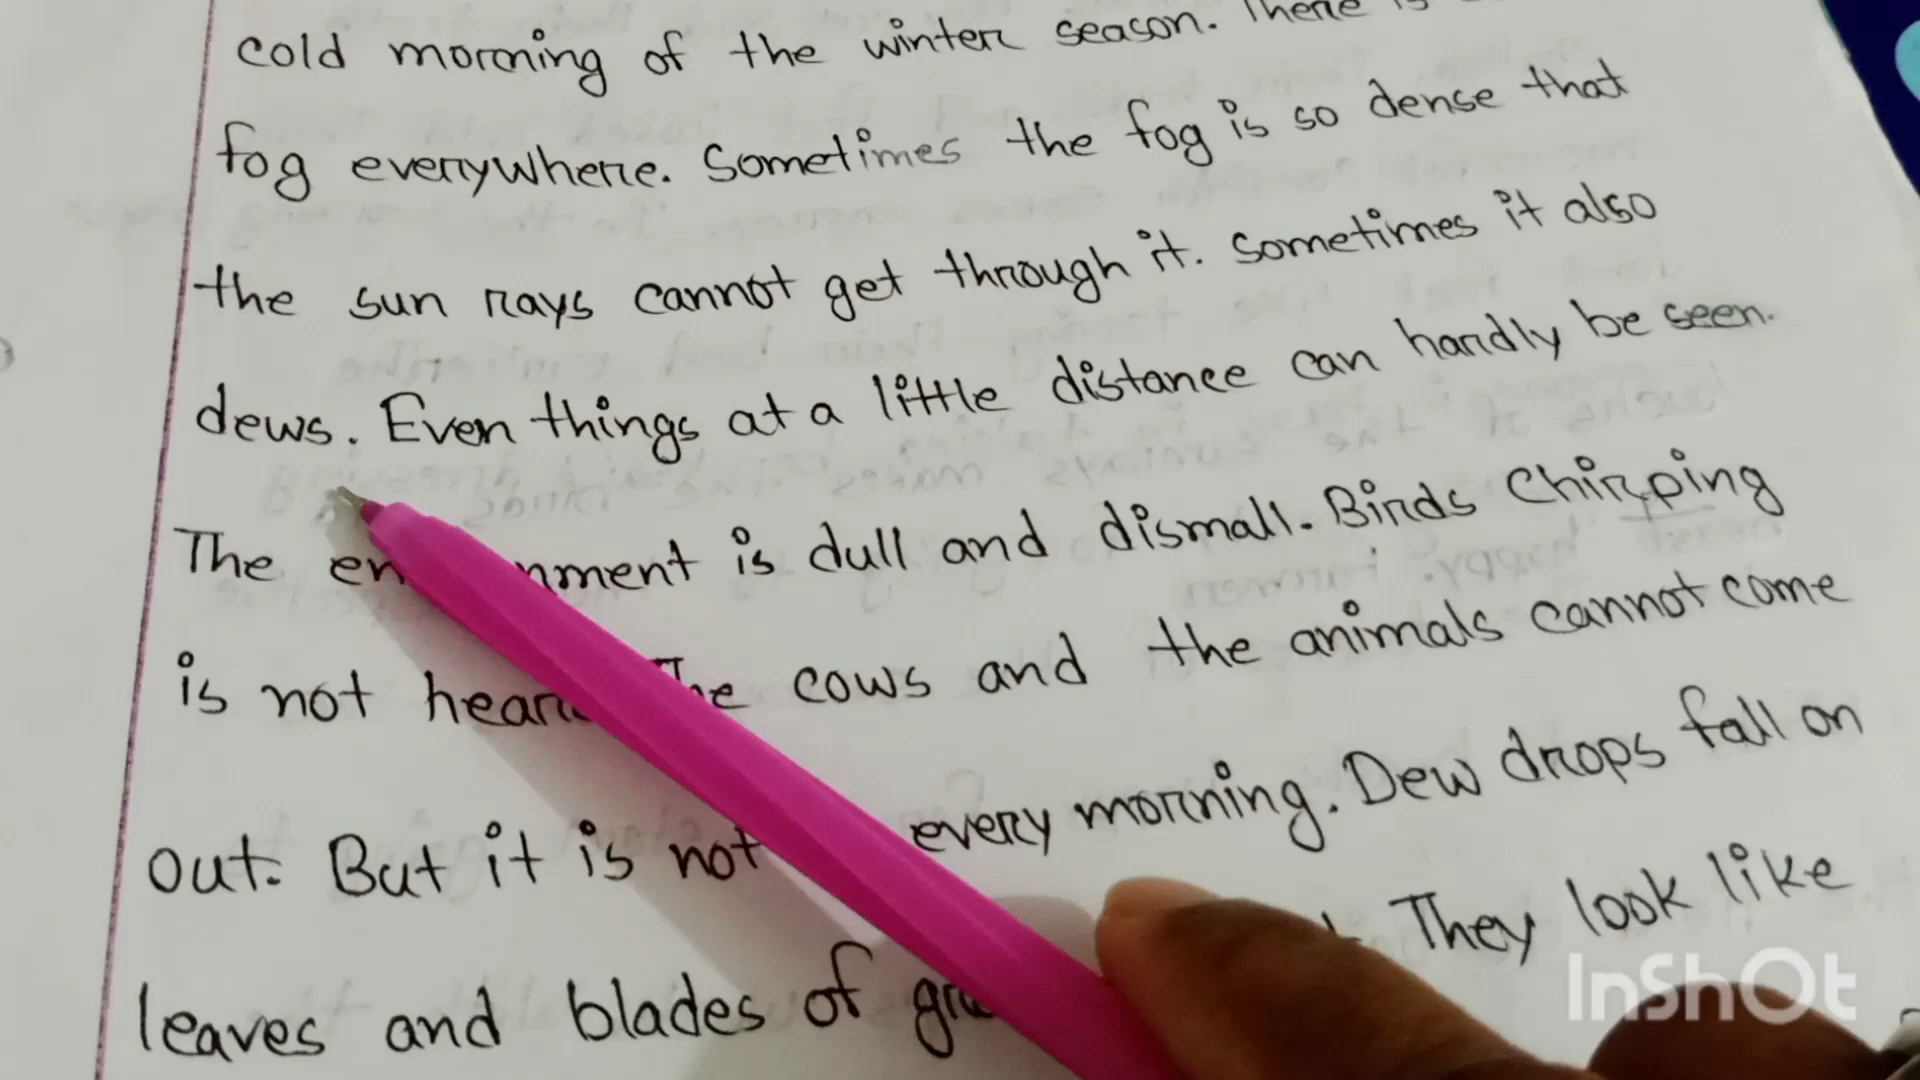 cold morning of the winter season. There is
fog everywhere. Sometimes the fog is so dense that
the sun rays cannot get through it. Sometimes it also
dews. Even things at a little distance can hardly be seen.
The is dull and dismall. Birds Chirping
is not heard The cows and the animals cannot come
out. But it is not every morning. Dew drops fall on
leaves and blades of They look like
InShOt